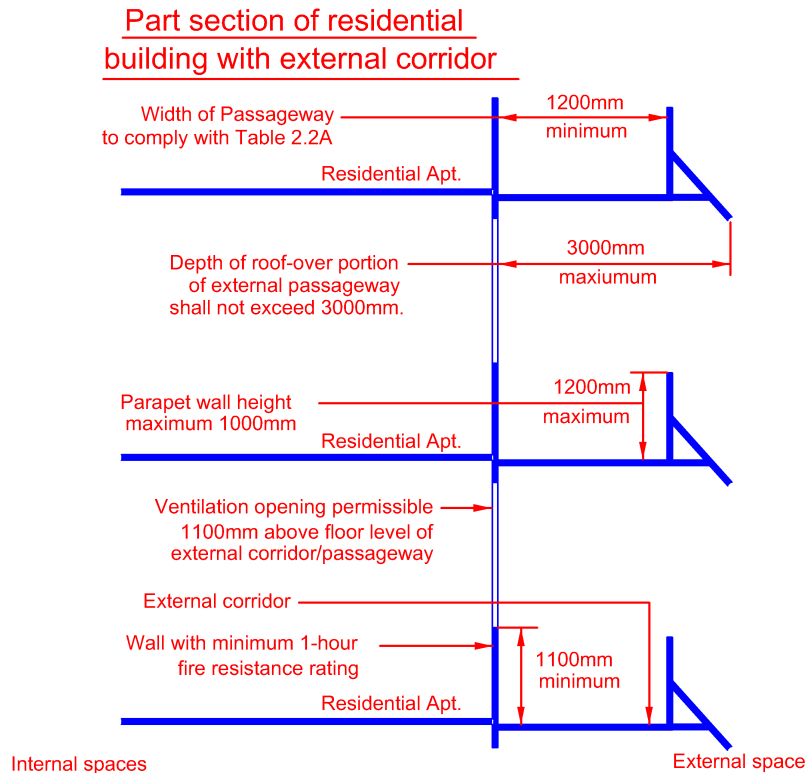 Part section of residential
building with external corridor
Width of Passageway
to comply with Table 2.2A
1200mm
minimum
Residential Apt.
Depth of roof-over portion
of external passageway
shall not exceed 3000mm.
3000mm
maxiumum
Parapet wall height
maximum 1000mm
1200mm
maximum
Residential Apt.
Ventilation opening permissible
1100mm above floor level of
external corridor/passageway
External corridor
Wall with minimum 1-hour
fire resistance rating
1100mm
minimum
Residential Apt.
Internal spaces
External space